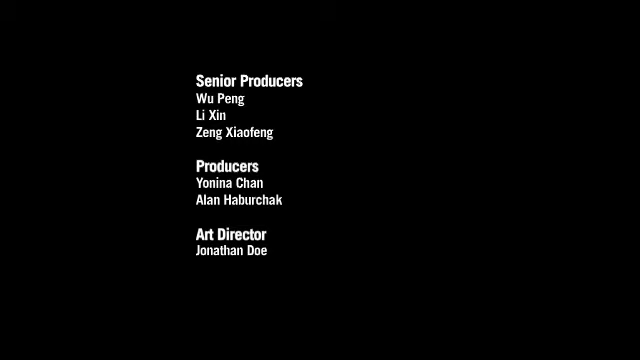 Senior Producers
Wu Peng
Li Xin
Zeng Xiaofeng
Producers
Yonina Chan
Alan Haburchak
Art Director
Jonathan Doe